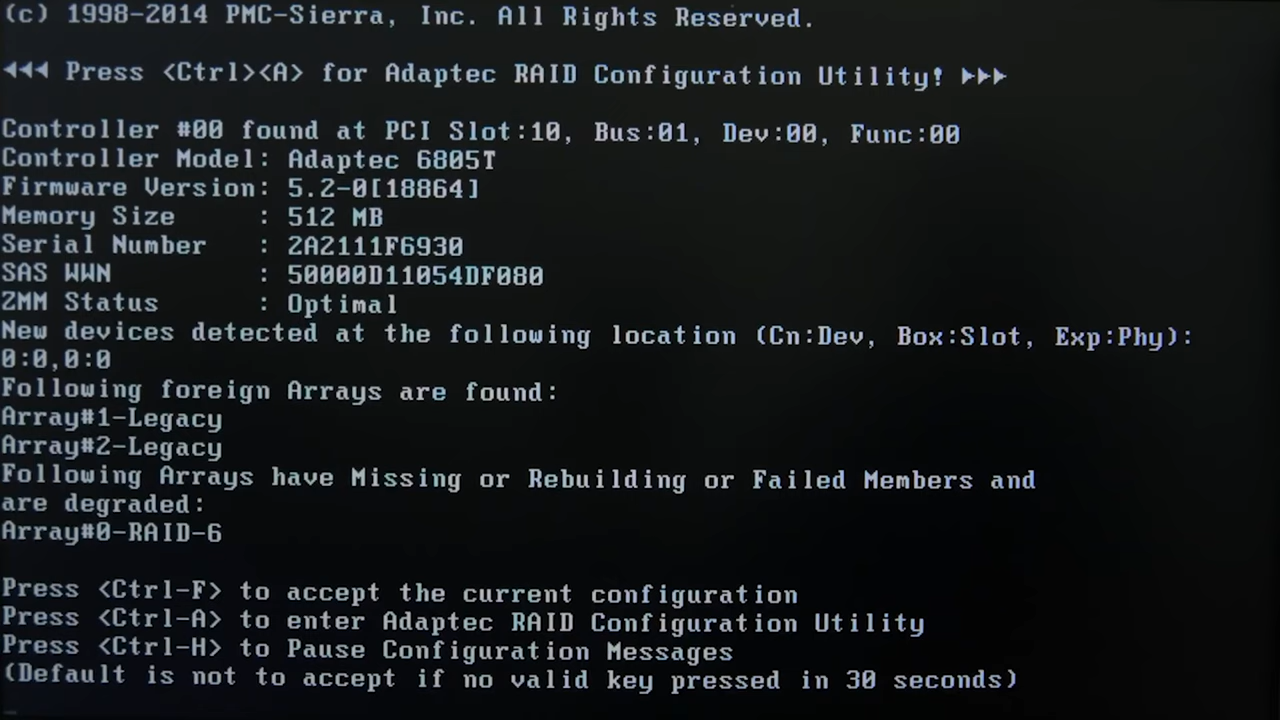 (c) 1998-2014 PMC-Sierra, Inc. All Rights Reserved.
◄◄◄ Press <Ctrl><A> for Adaptec RAID Configuration Utility! ►►►
Controller #00 found at PCI Slot:10, Bus:01, Dev:00, Func:00
Controller Model: Adaptec 6805T
Firmware Version: 5.2-0[18864]
Memory Size : 512 MB
Serial Number : 2A2111F6930
SAS WWN : 50000D11054DF080
ZMM Status : Optimal
New devices detected at the following location (Cn:Dev, Box:Slot, Exp:Phy):
0:0,0:0
Following foreign Arrays are found:
Array#1-Legacy
Array#2-Legacy
Following Arrays have Missing or Rebuilding or Failed Members and
are degraded:
Array#0-RAID-6
Press <Ctrl-F> to accept the current configuration
Press <Ctrl-A> to enter Adaptec RAID Configuration Utility
Press <Ctrl-H> to Pause Configuration Messages
(Default is not to accept if no valid key pressed in 30 seconds)